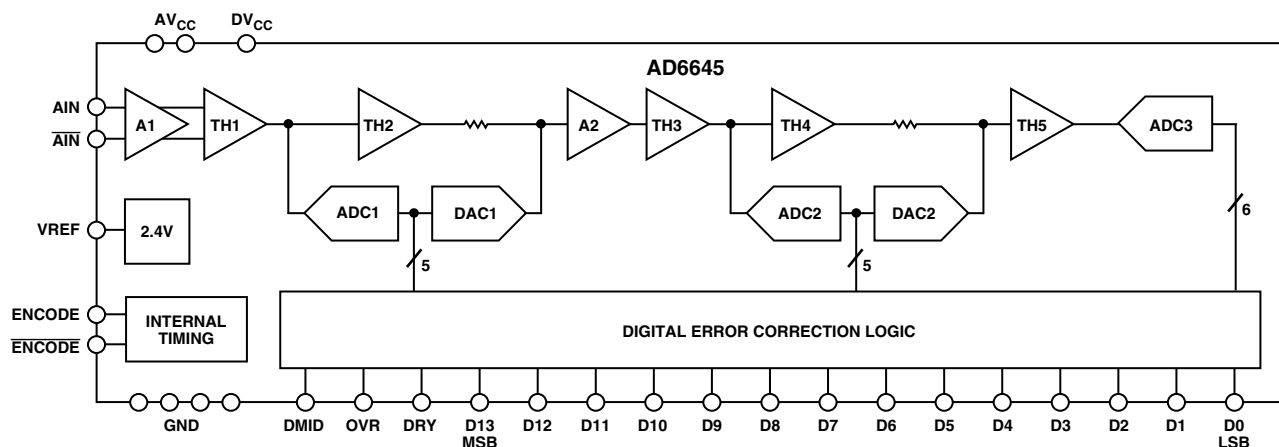 AVCC DVCC
AD6645
AIN
A1 TH1 TH2 A2 TH3 TH4 TH5 ADC3
AIN
ADC1 DAC1 ADC2 DAC2
VREF 2.4V
5 5 6
ENCODE
INTERNAL
TIMING
ENCODE
DIGITAL ERROR CORRECTION LOGIC
GND DMID OVR DRY D13 D12 D11 D10 D9 D8 D7 D6 D5 D4 D3 D2 D1 D0
MSB LSB